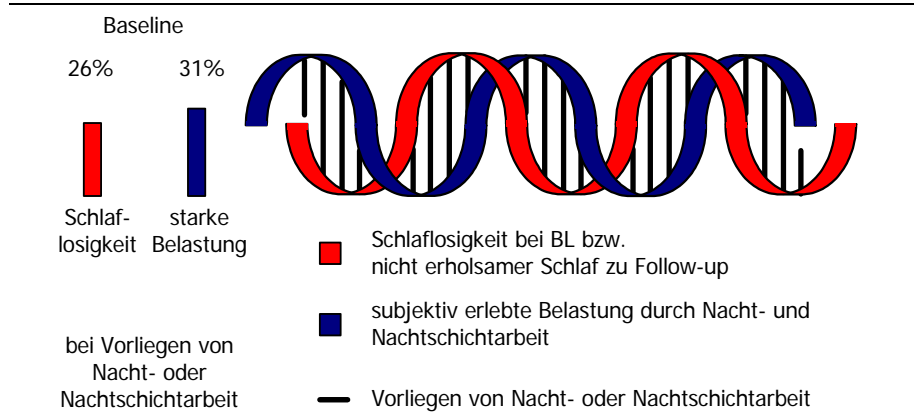 Baseline
26% 31%
Schlaf-
losigkeit
starke
Belastung
bei Vorliegen von
Nacht- oder
Nachtschichtarbeit
Schlaflosigkeit bei BL bzw.
nicht erholsamer Schlaf zu Follow-up
subjektiv erlebte Belastung durch Nacht- und
Nachtschichtarbeit
Vorliegen von Nacht- oder Nachtschichtarbeit